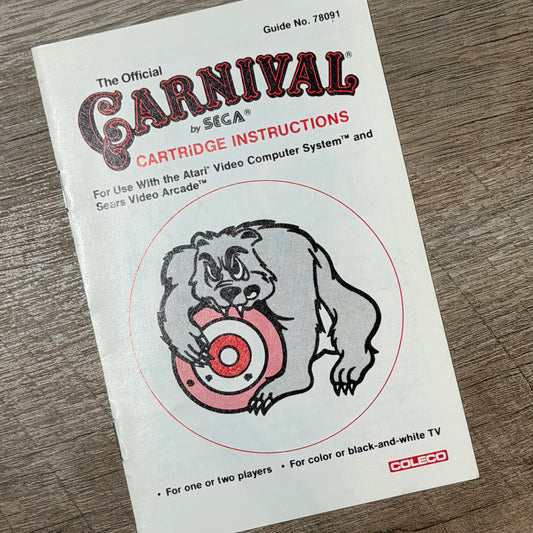 Guide No. 78091
The Official
CARNIVAL®
by SEGA®
CARTRIDGE INSTRUCTIONS
For Use With the Atari® Video Computer System™ and
Sears Video Arcade™
• For one or two players • For color or black-and-white TV
COLECO